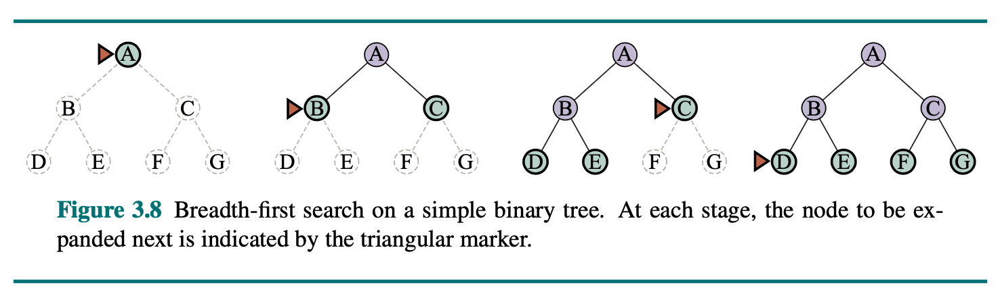 A A A A
B C B C B C B C
D E F G D E F G D E F G D E F G
Figure 3.8 Breadth-first search on a simple binary tree. At each stage, the node to be ex-
panded next is indicated by the triangular marker.